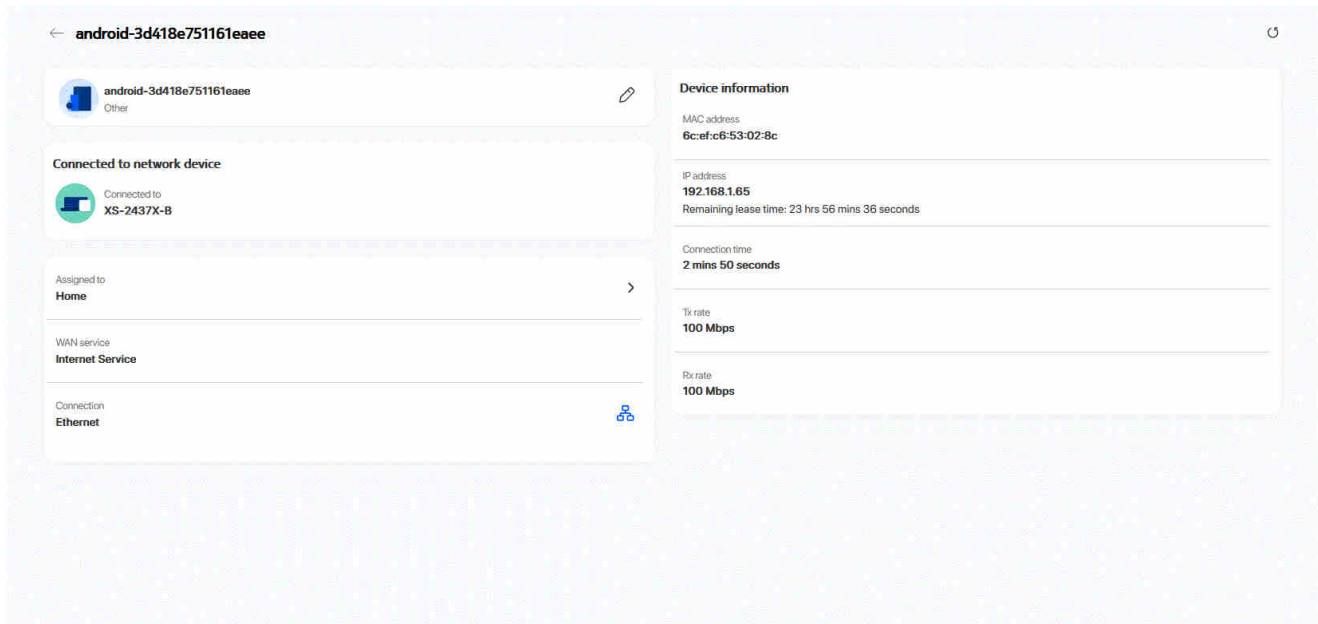 android-3d418e751161eaee
android-3d418e751161eaee
Other
Connected to network device
Connected to
XS-2437X-B
Assigned to
Home
WAN service
Internet Service
Connection
Ethernet
Device information
MAC address
6c:ef:c6:53:02:8c
IP address
192.168.1.65
Remaining lease time: 23 hrs 56 mins 36 seconds
Connection time
2 mins 50 seconds
Tx rate
100 Mbps
Rx rate
100 Mbps